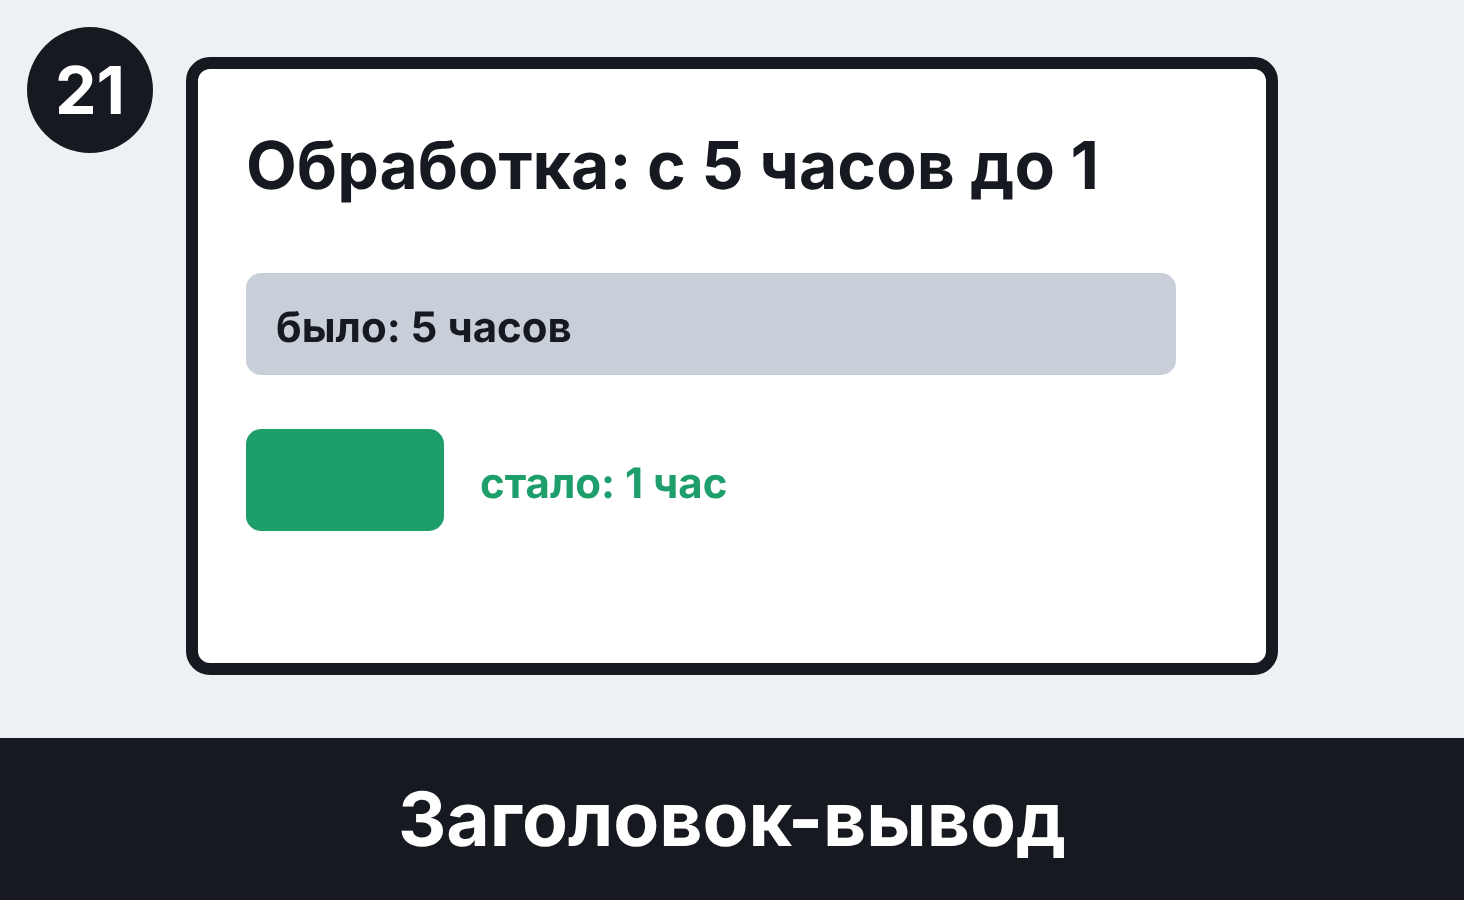 21
Обработка: с 5 часов до 1
было: 5 часов
стало: 1 час
Заголовок-вывод